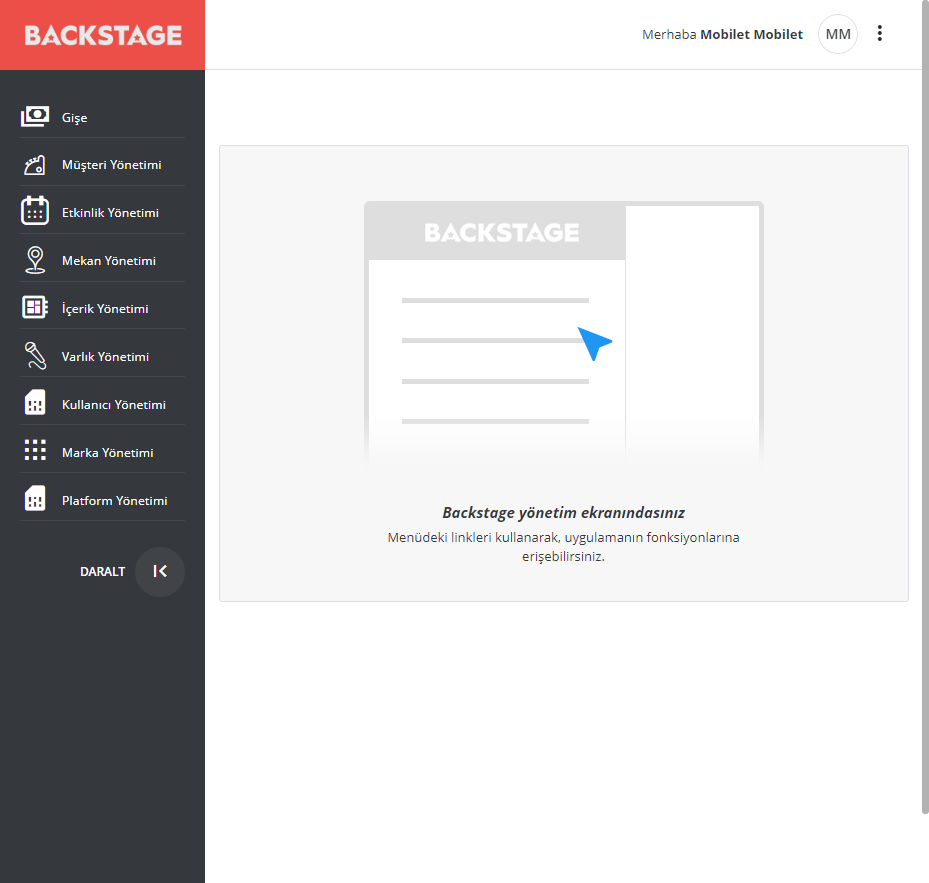 BACKSTAGE
Merhaba Mobilet Mobilet
MM
Gişe
Müşteri Yönetimi
Etkinlik Yönetimi
Mekan Yönetimi
İçerik Yönetimi
Varlık Yönetimi
Kullanıcı Yönetimi
Marka Yönetimi
Platform Yönetimi
DARALT
BACKSTAGE
Backstage yönetim ekranındasınız
Menüdeki linkleri kullanarak, uygulamanın fonksiyonlarına
erişebilirsiniz.